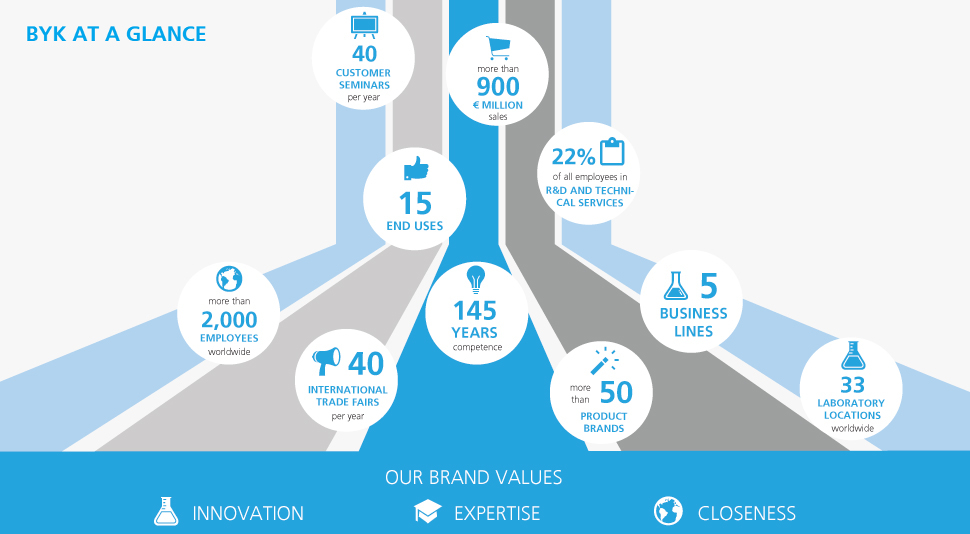 BYK AT A GLANCE
40
CUSTOMER
SEMINARS
per year
more than
900
€ MILLION
sales
22%
of all employees in
R&D AND TECHNI-
CAL SERVICES
15
END USES
more than
2,000
EMPLOYEES
worldwide
145
YEARS
competence
5
BUSINESS
LINES
40
INTERNATIONAL
TRADE FAIRS
per year
more
than 50
PRODUCT
BRANDS
33
LABORATORY
LOCATIONS
worldwide
OUR BRAND VALUES
INNOVATION EXPERTISE CLOSENESS